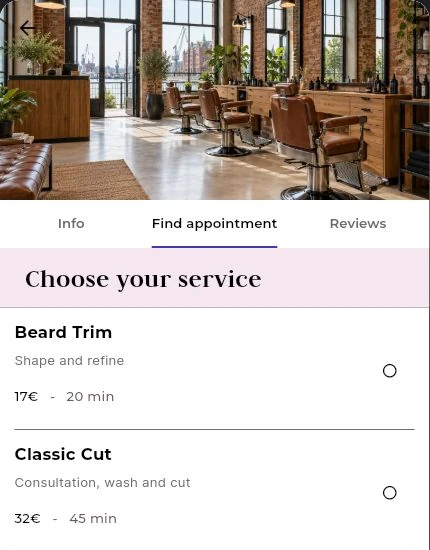 Info
Find appointment
Reviews
Choose your service
Beard Trim
Shape and refine
17€ - 20 min
Classic Cut
Consultation, wash and cut
32€ - 45 min